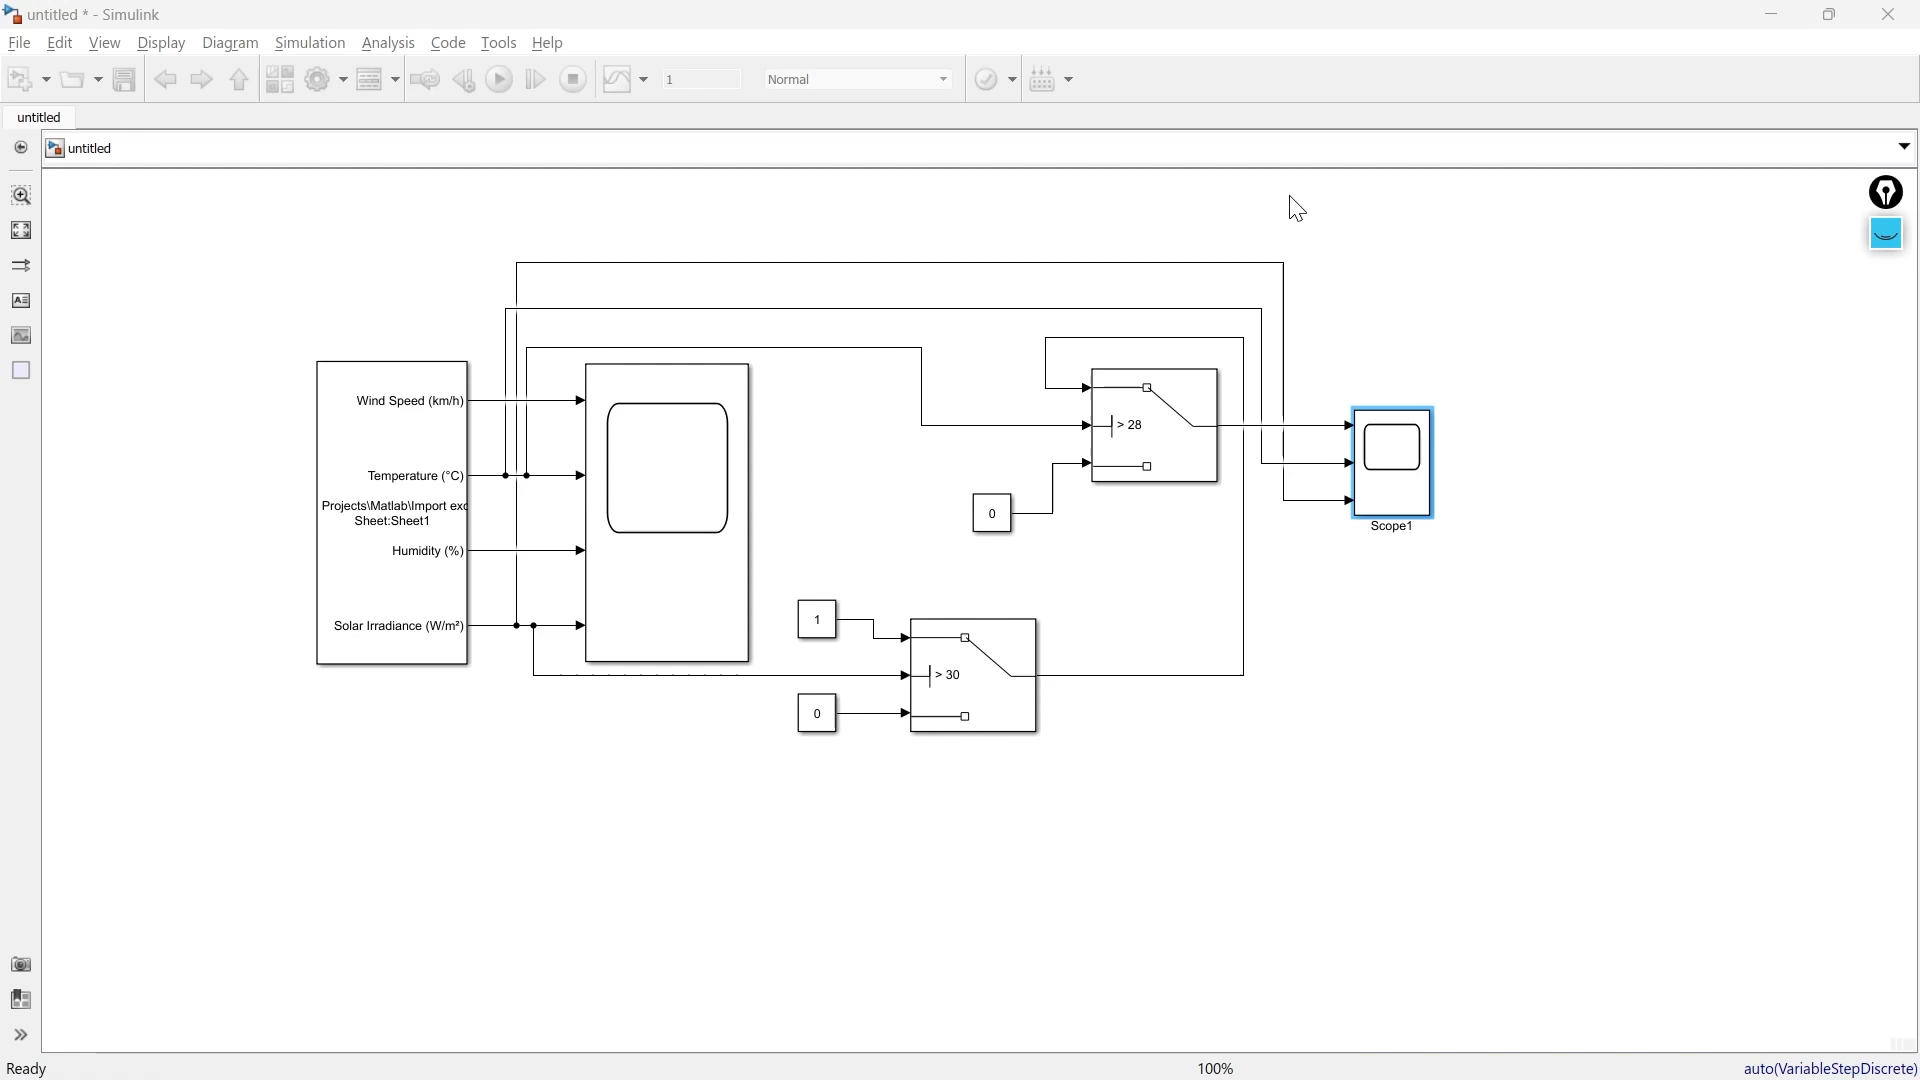 untitled * - Simulink
File Edit View Display Diagram Simulation Analysis Code Tools Help
1
Normal
untitled
untitled
Wind Speed (km/h)
Temperature (°C)
Projects\Matlab\Import
Sheet:Sheet1
Humidity (%)
Solar Irradiance (W/m²)
> 28
0
Scope1
1
> 30
0
Ready
100%
auto(VariableStepDiscrete)